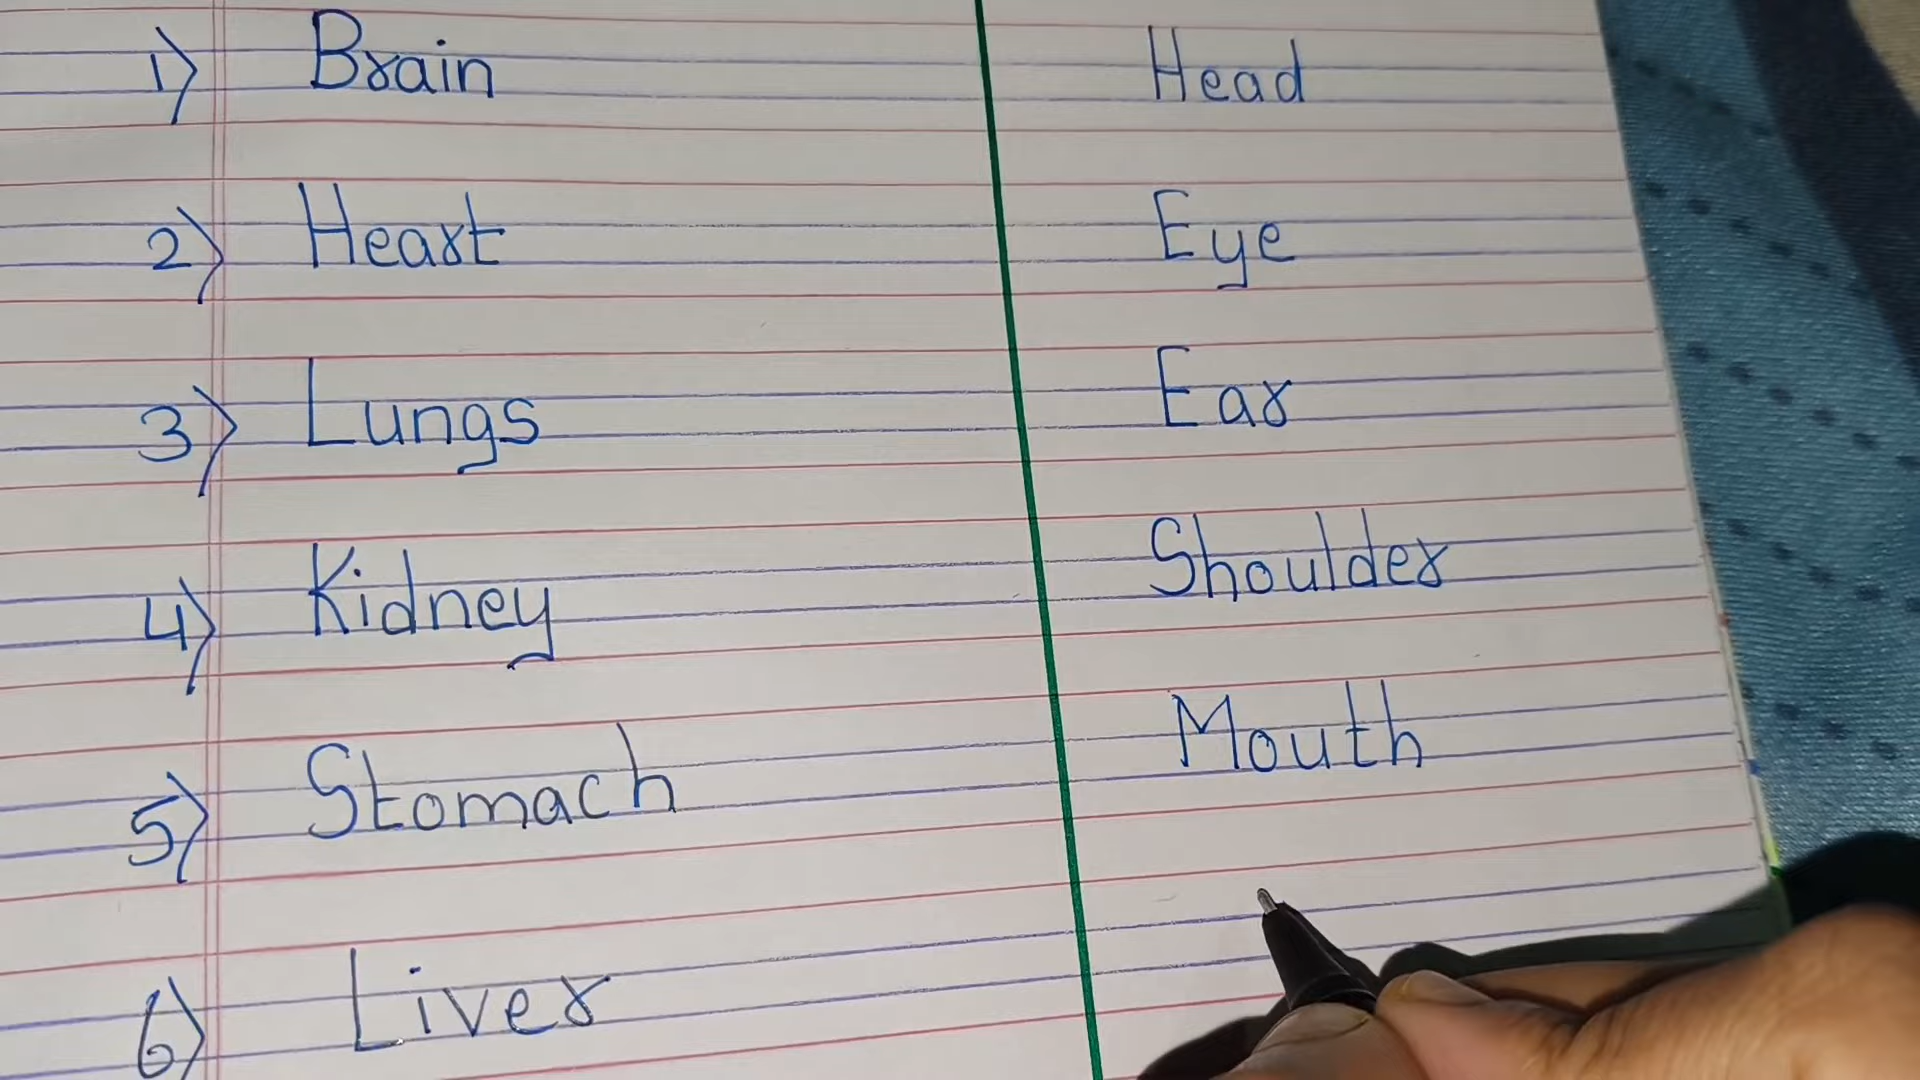 1) Brain Head
2) Heart Eye
3) Lungs Ear
4) Kidney Shoulder
5) Stomach Mouth
6) Liver